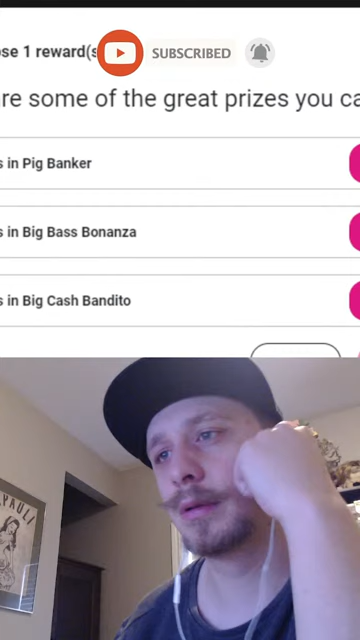 ose 1 reward(s
SUBSCRIBED
re some of the great prizes you ca
s in Pig Banker
s in Big Bass Bonanza
s in Big Cash Bandito
PAULI